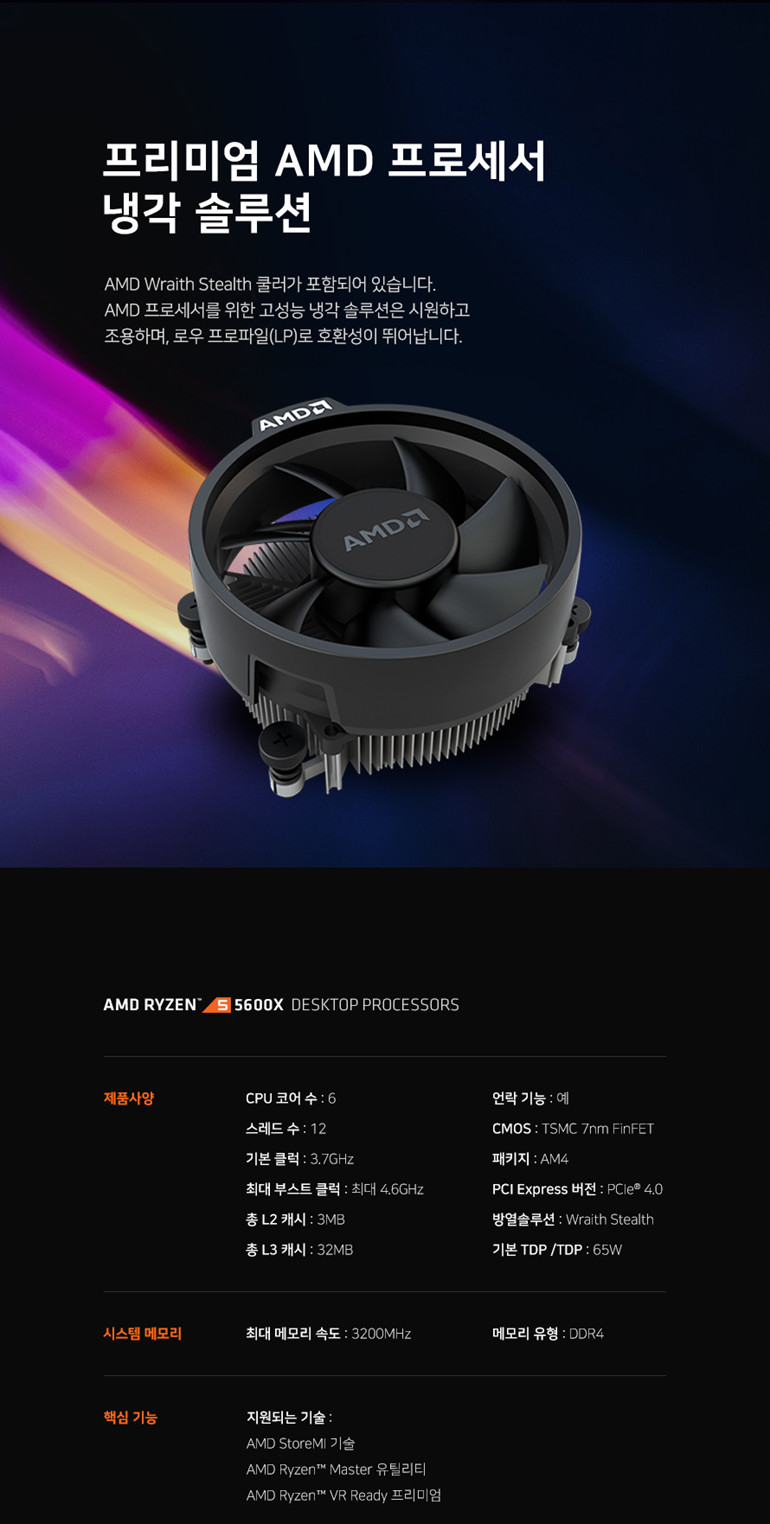 프리미엄 AMD 프로세서
냉각 솔루션
AMD Wraith Stealth 쿨러가 포함되어 있습니다.
AMD 프로세서를 위한 고성능 냉각 솔루션은 시원하고
조용하며, 로우 프로파일(LP)로 호환성이 뛰어납니다.
AMD
AMD
AMD RYZEN™ 5 5600X DESKTOP PROCESSORS
제품사양
CPU 코어 수 : 6
스레드 수 : 12
기본 클럭 : 3.7GHz
최대 부스트 클럭 : 최대 4.6GHz
총 L2 캐시 : 3MB
총 L3 캐시 : 32MB
언락 기능 : 예
CMOS : TSMC 7nm FinFET
패키지 : AM4
PCI Express 버전 : PCIe® 4.0
방열솔루션 : Wraith Stealth
기본 TDP /TDP : 65W
시스템 메모리
최대 메모리 속도 : 3200MHz
메모리 유형 : DDR4
핵심 기능
지원되는 기술 :
AMD StoreMI 기술
AMD Ryzen™ Master 유틸리티
AMD Ryzen™ VR Ready 프리미엄